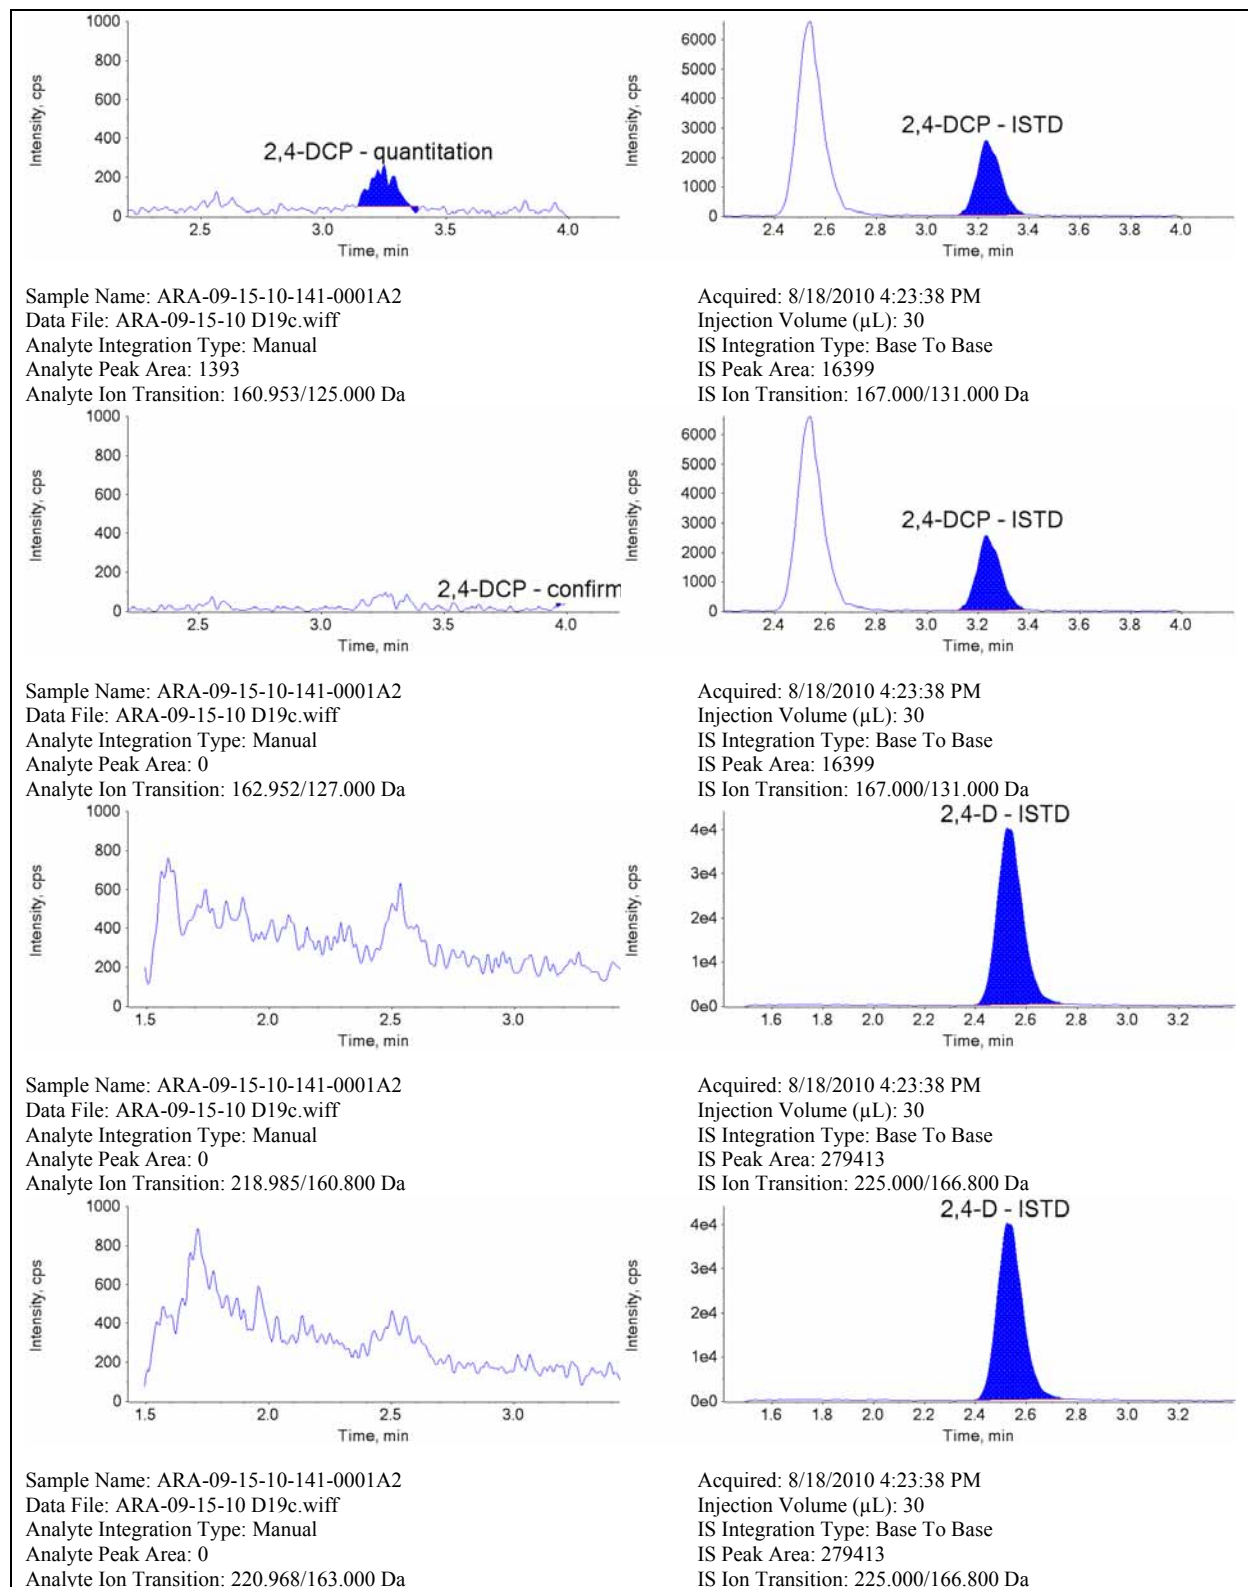 1000
800
600
400
200
0
Intensity, cps
2,4-DCP - quantitation
2.5 3.0 3.5 4.0
Time, min
6000
5000
4000
3000
2000
1000
0
Intensity, cps
2,4-DCP - ISTD
2.4 2.6 2.8 3.0 3.2 3.4 3.6 3.8 4.0
Time, min
Sample Name: ARA-09-15-10-141-0001A2
Data File: ARA-09-15-10 D19c.wiff
Analyte Integration Type: Manual
Analyte Peak Area: 1393
Analyte Ion Transition: 160.953/125.000 Da
Acquired: 8/18/2010 4:23:38 PM
Injection Volume (µL): 30
IS Integration Type: Base To Base
IS Peak Area: 16399
IS Ion Transition: 167.000/131.000 Da
1000
800
600
400
200
0
Intensity, cps
2,4-DCP - confirm
2.5 3.0 3.5 4.0
Time, min
6000
5000
4000
3000
2000
1000
0
Intensity, cps
2,4-DCP - ISTD
2.4 2.6 2.8 3.0 3.2 3.4 3.6 3.8 4.0
Time, min
Sample Name: ARA-09-15-10-141-0001A2
Data File: ARA-09-15-10 D19c.wiff
Analyte Integration Type: Manual
Analyte Peak Area: 0
Analyte Ion Transition: 162.952/127.000 Da
Acquired: 8/18/2010 4:23:38 PM
Injection Volume (µL): 30
IS Integration Type: Base To Base
IS Peak Area: 16399
IS Ion Transition: 167.000/131.000 Da
1000
800
600
400
200
0
Intensity, cps
1.5 2.0 2.5 3.0
Time, min
2,4-D - ISTD
4e4
3e4
2e4
1e4
0e0
Intensity, cps
1.6 1.8 2.0 2.2 2.4 2.6 2.8 3.0 3.2
Time, min
Sample Name: ARA-09-15-10-141-0001A2
Data File: ARA-09-15-10 D19c.wiff
Analyte Integration Type: Manual
Analyte Peak Area: 0
Analyte Ion Transition: 218.985/160.800 Da
Acquired: 8/18/2010 4:23:38 PM
Injection Volume (µL): 30
IS Integration Type: Base To Base
IS Peak Area: 279413
IS Ion Transition: 225.000/166.800 Da
1000
800
600
400
200
0
Intensity, cps
1.5 2.0 2.5 3.0
Time, min
2,4-D - ISTD
4e4
3e4
2e4
1e4
0e0
Intensity, cps
1.6 1.8 2.0 2.2 2.4 2.6 2.8 3.0 3.2
Time, min
Sample Name: ARA-09-15-10-141-0001A2
Data File: ARA-09-15-10 D19c.wiff
Analyte Integration Type: Manual
Analyte Peak Area: 0
Analyte Ion Transition: 220.968/163.000 Da
Acquired: 8/18/2010 4:23:38 PM
Injection Volume (µL): 30
IS Integration Type: Base To Base
IS Peak Area: 279413
IS Ion Transition: 225.000/166.800 Da